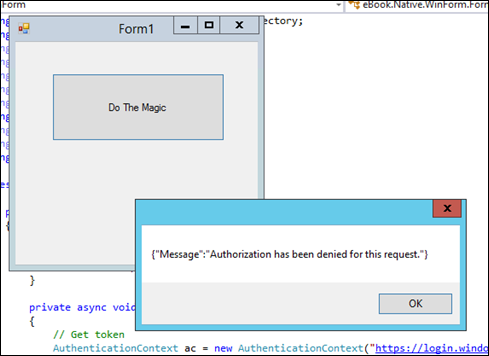 Form
eBook.Native.WinForm.Form
ectory;
Form1
Do The Magic
{"Message":"Authorization has been denied for this request."}
OK
}
private async void
{
// Get token
AuthenticationContext ac = new AuthenticationContext("https://login.windo